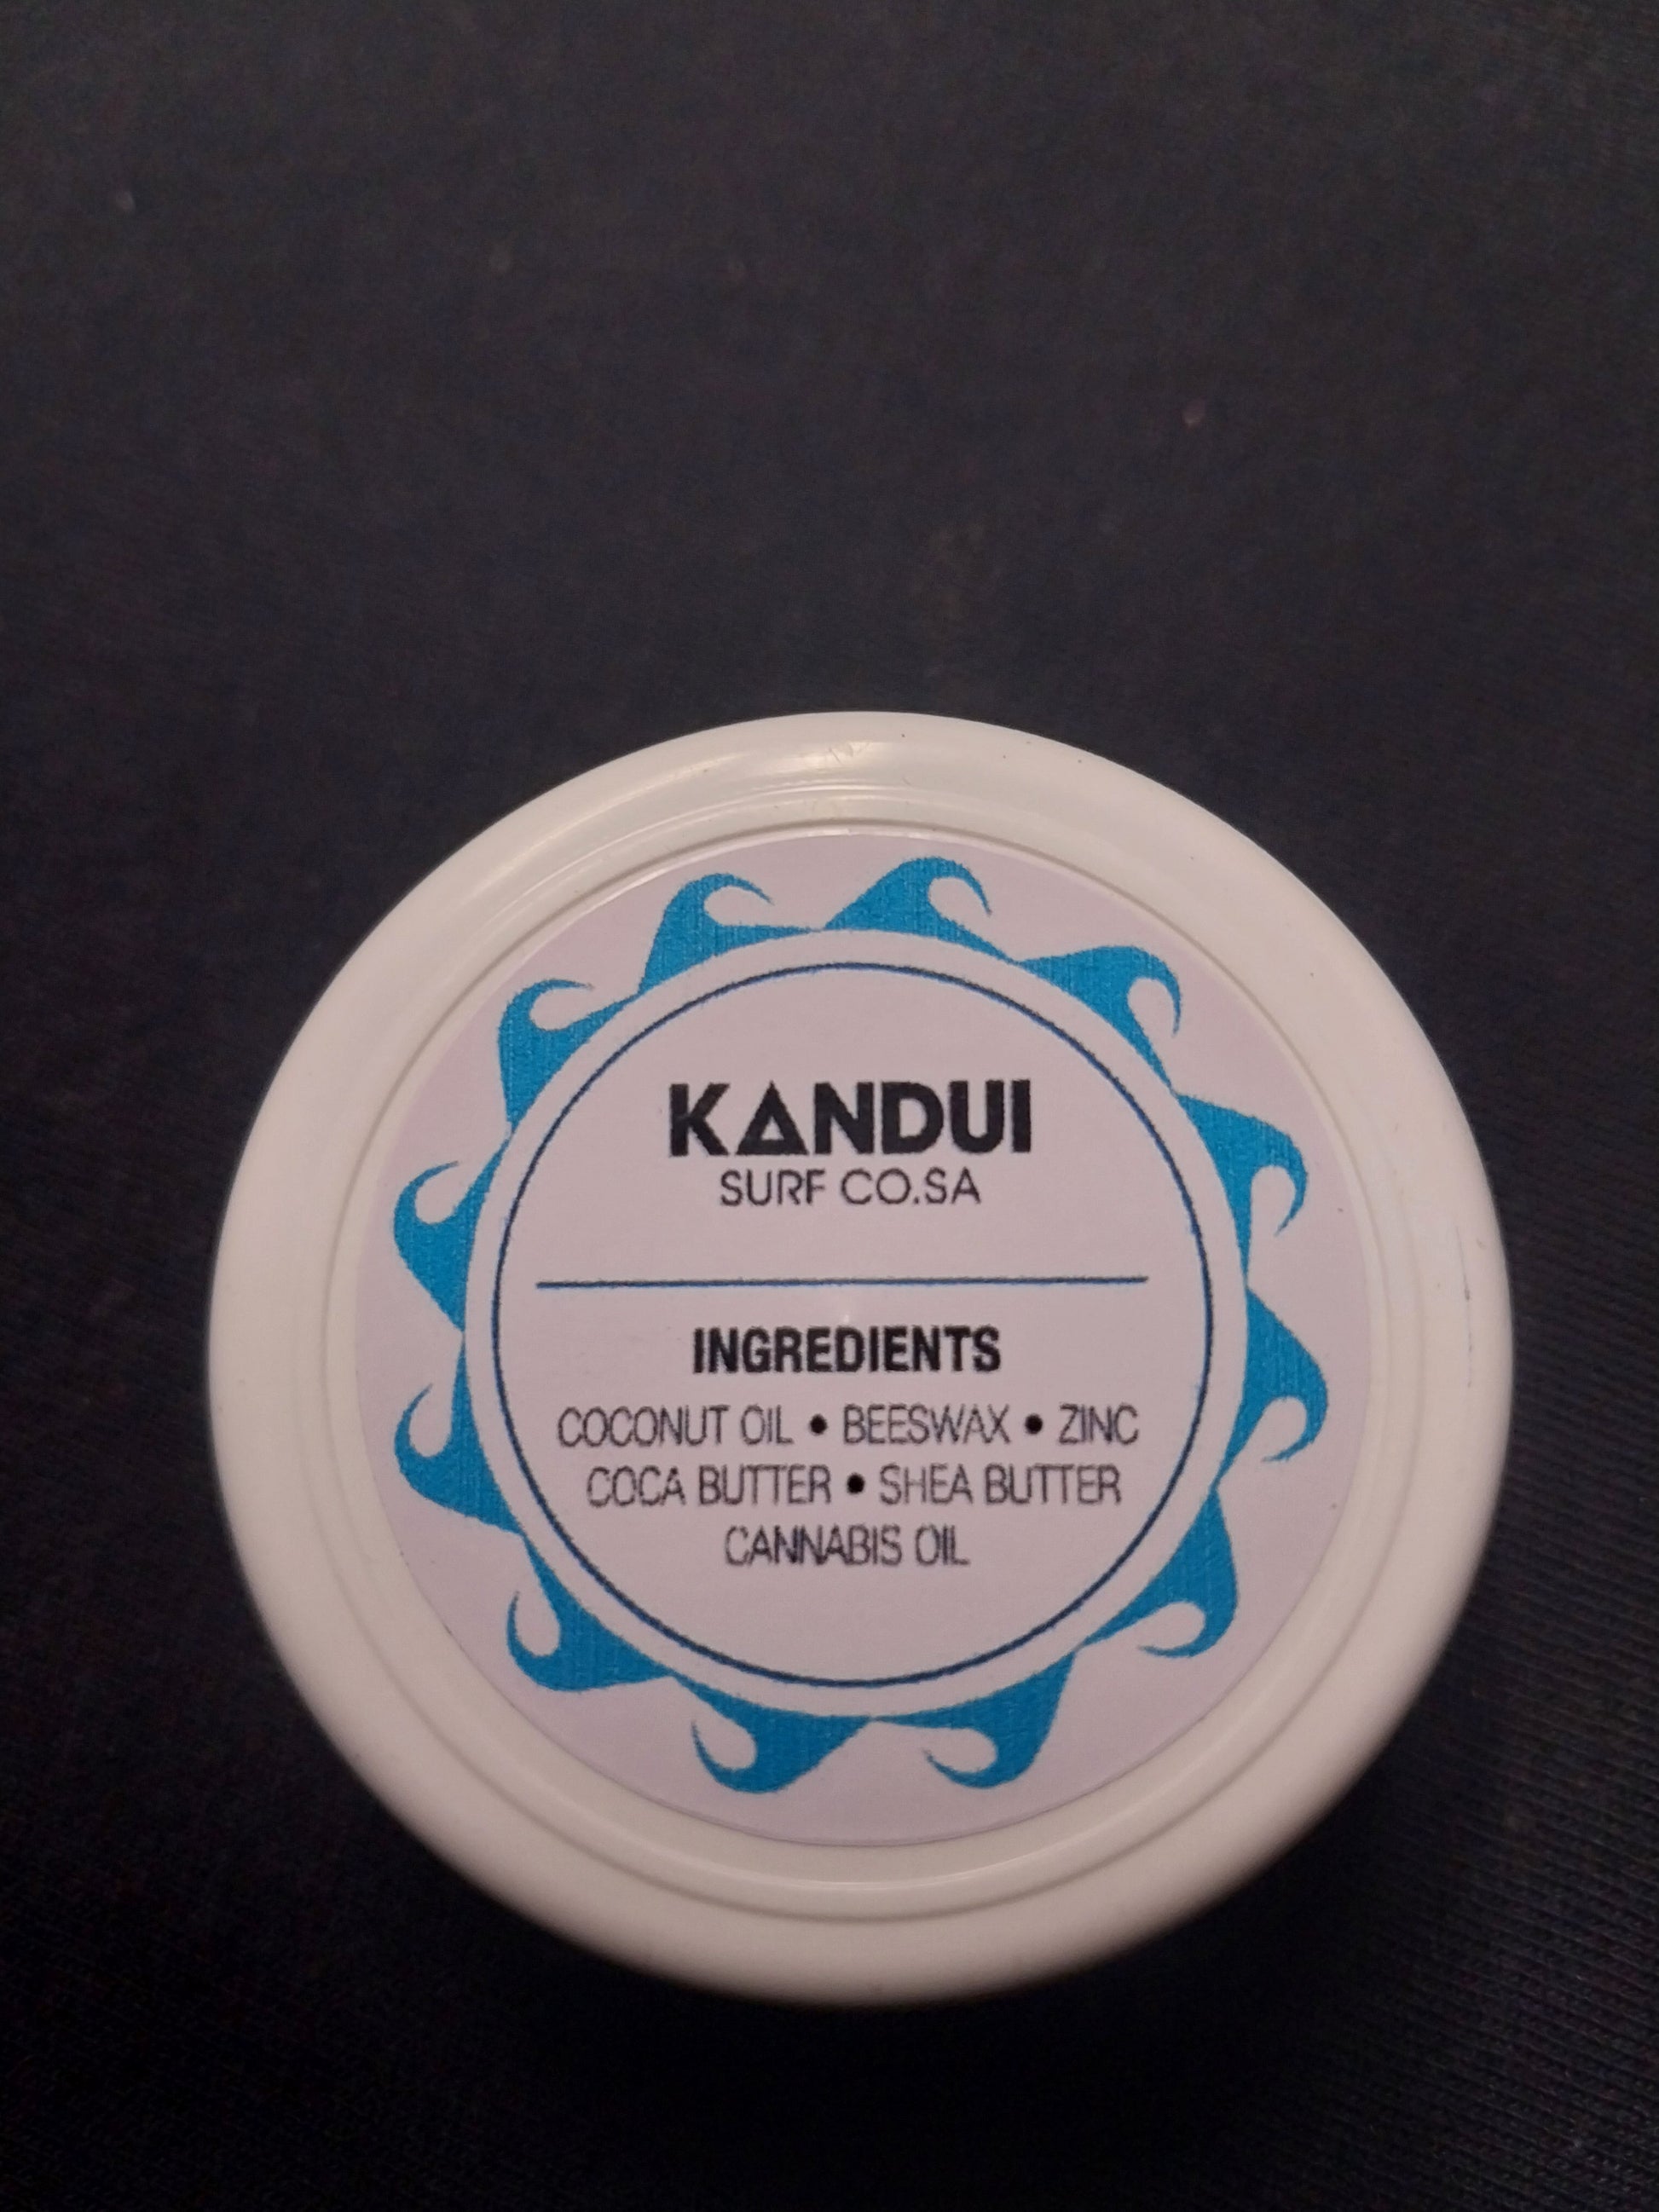 KANDUI
SURF CO.SA
INGREDIENTS
COCONUT OIL • BEESWAX • ZINC
COCA BUTTER • SHEA BUTTER
CANNABIS OIL